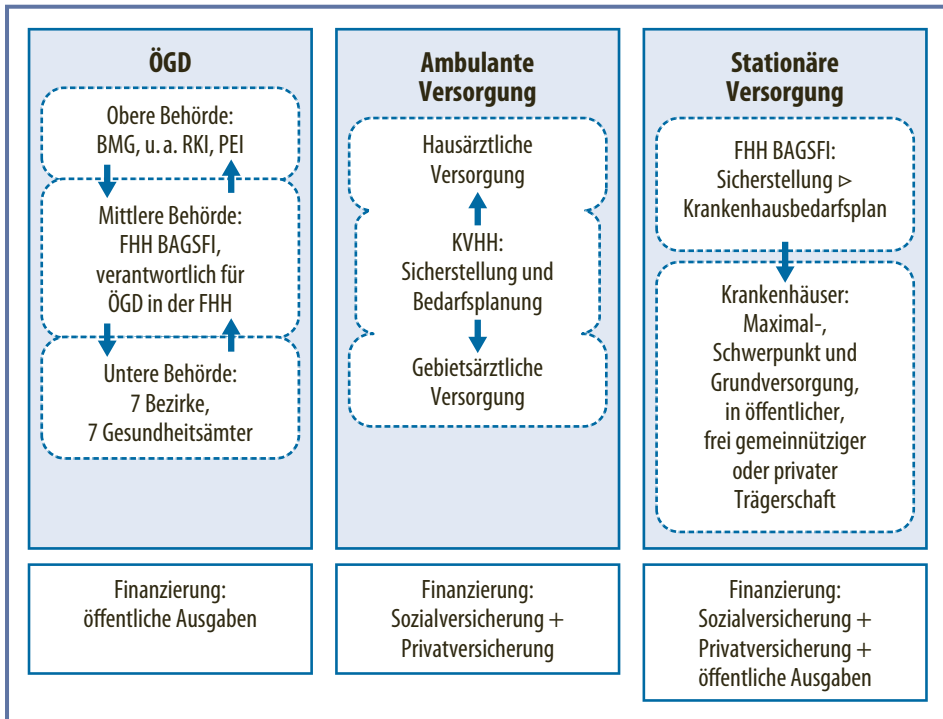 ÖGD
Obere Behörde:
BMG, u. a. RKI, PEI
Mittlere Behörde:
FHH BAGSFI,
verantwortlich für
ÖGD in der FHH
Untere Behörde:
7 Bezirke,
7 Gesundheitsämter
Finanzierung:
öffentliche Ausgaben
Ambulante
Versorgung
Hausärztliche
Versorgung
KVHH:
Sicherstellung und
Bedarfsplanung
Gebietsärztliche
Versorgung
Finanzierung:
Sozialversicherung +
Privatversicherung
Stationäre
Versorgung
FHH BAGSFI:
Sicherstellung ▷
Krankenhausbedarfsplan
Krankenhäuser:
Maximal-,
Schwerpunkt und
Grundversorgung,
in öffentlicher,
frei gemeinnütziger
oder privater
Trägerschaft
Finanzierung:
Sozialversicherung +
Privatversicherung +
öffentliche Ausgaben